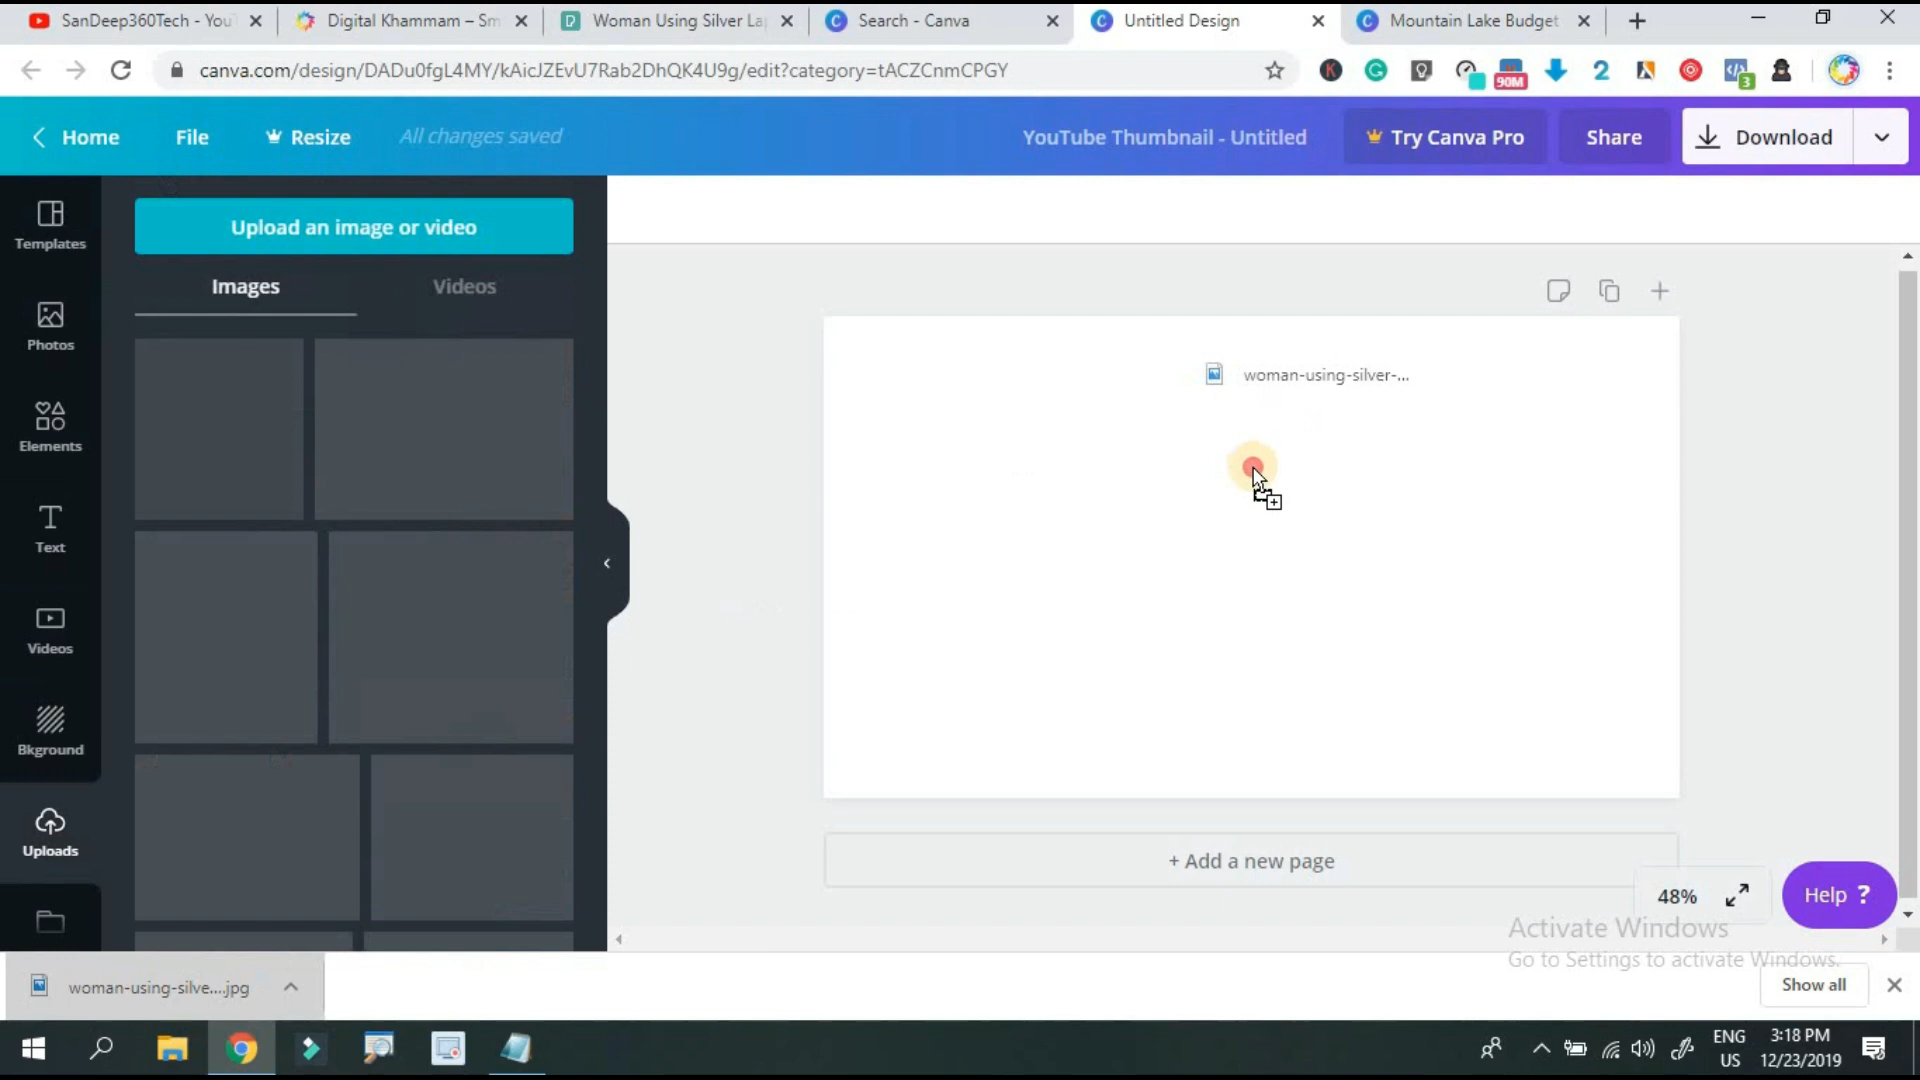 SanDeep360Tech - You
Digital Khammam – Sm
Woman Using Silver La
Search - Canva
Untitled Design
Mountain Lake Budget
canva.com/design/DADu0fgL4MY/kAicJZEvU7Rab2DhQK4U9g/edit?category=tACZCnmCPGY
90M
3
Home
File
Resize
All changes saved
YouTube Thumbnail - Untitled
Try Canva Pro
Share
Download
Templates
Photos
Elements
Text
Videos
Bkground
Uploads
Upload an image or video
Images
Videos
woman-using-silver-...
+ Add a new page
48%
Help ?
Activate Windows
Go to Settings to activate Windows.
woman-using-silve....jpg
Show all
ENG
US
3:18 PM
12/23/2019